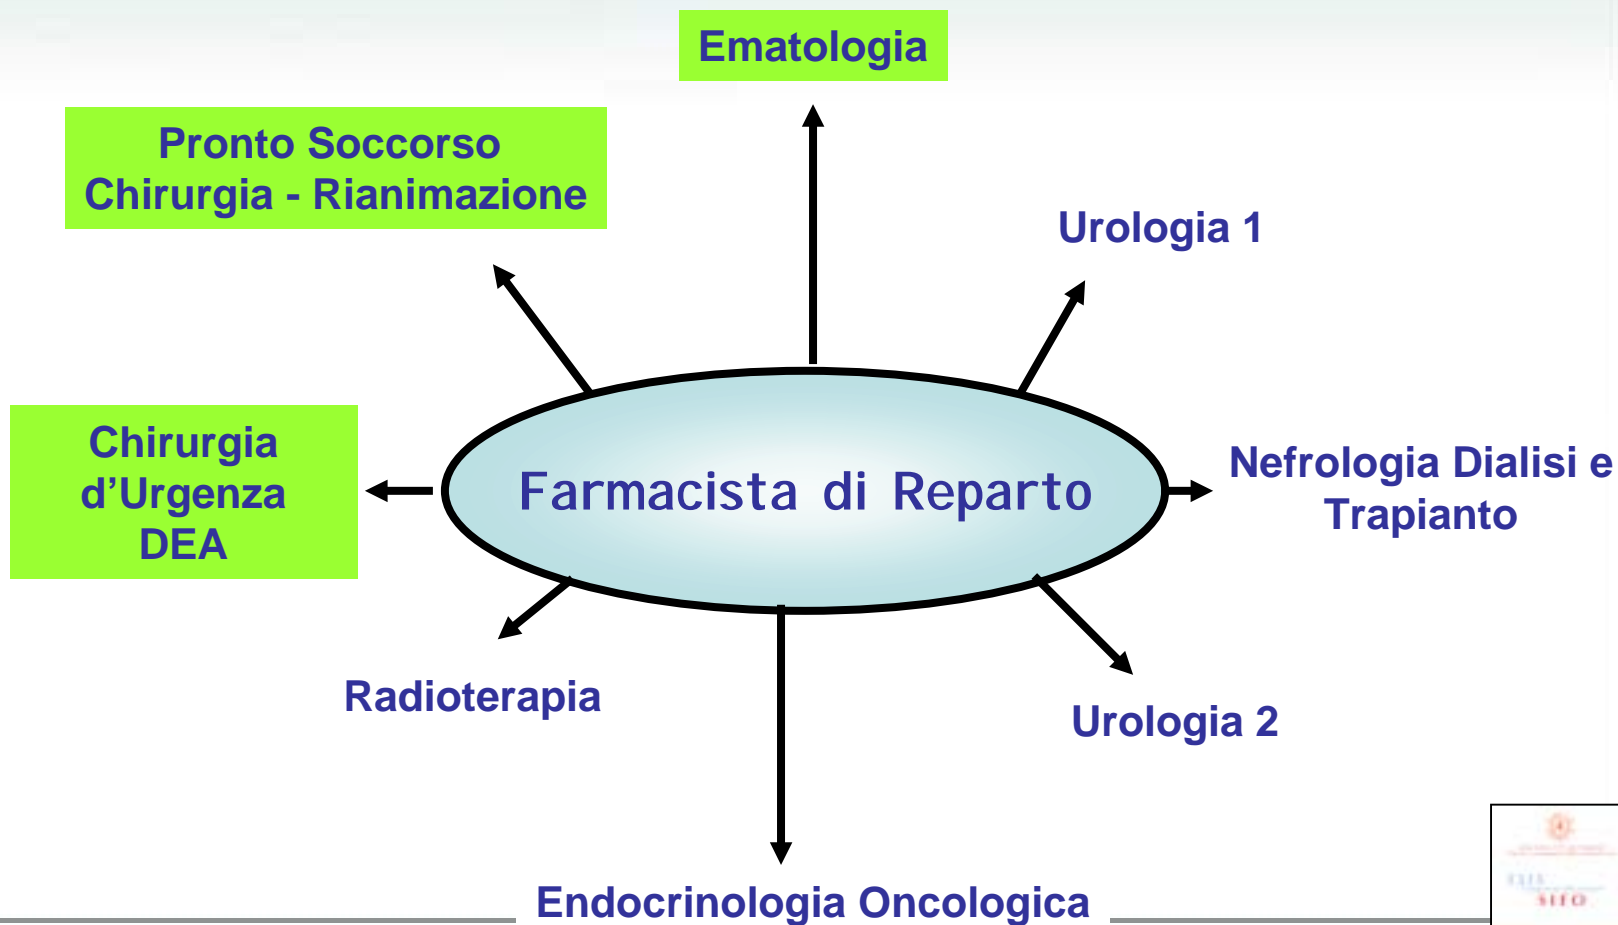 Ematologia
Pronto Soccorso
Chirurgia - Rianimazione
Urologia 1
Chirurgia
d’Urgenza
DEA
Farmacista di Reparto
Nefrologia Dialisi e
Trapianto
Radioterapia
Urologia 2
Endocrinologia Oncologica
SIFO